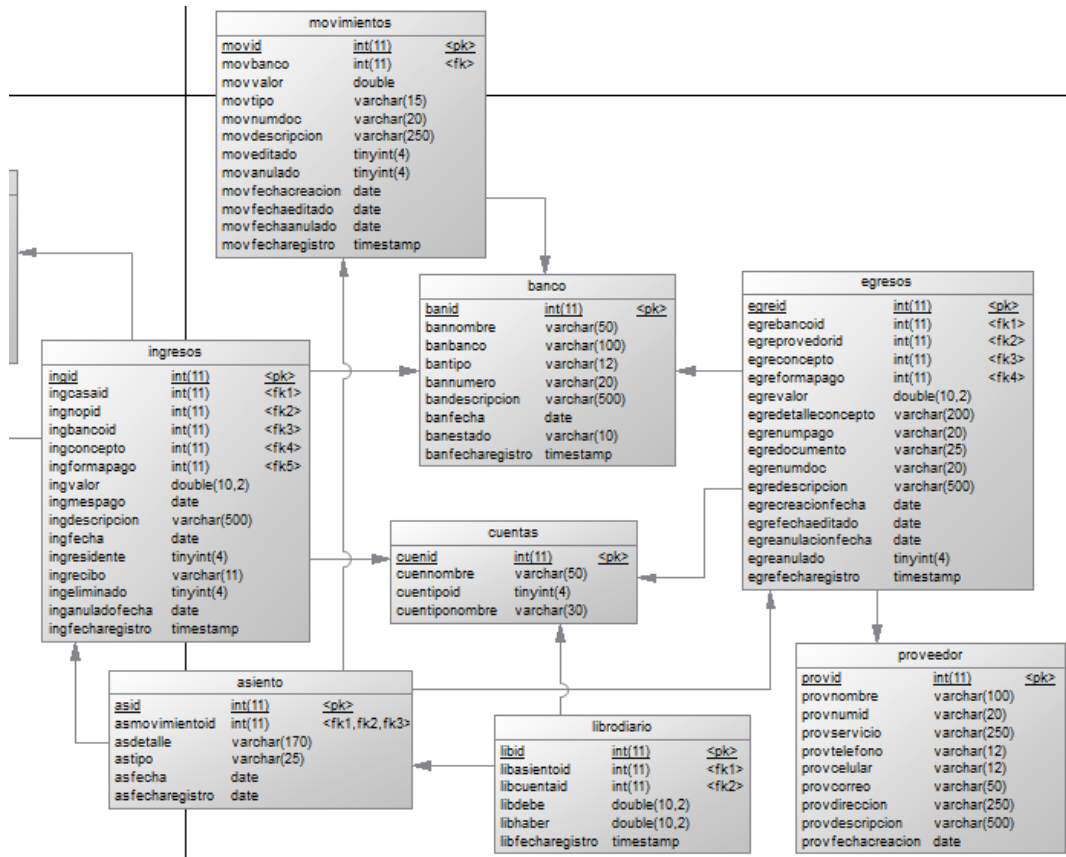 movimientos
movid int(11) <pk>
movbanco int(11) <fk>
movvalor double
movtipo varchar(15)
movnumdoc varchar(20)
movdescripcion varchar(250)
moveditado tinyint(4)
movanulado tinyint(4)
movfechacreacion date
movfechaeditado date
movfechaanulado date
movfecharegistro timestamp
banco
banid int(11) <pk>
bannombre varchar(50)
banbanco varchar(100)
bantipo varchar(12)
bannumero varchar(20)
bandescripcion varchar(500)
banfecha date
banestado varchar(10)
banfecharegistro timestamp
egresos
egreid int(11) <pk>
egrebancoid int(11) <fk1>
egreprovedorid int(11) <fk2>
egreconcepto int(11) <fk3>
egreformapago int(11) <fk4>
egrevalor double(10,2)
egredetalleconcepto varchar(200)
egrenumpago varchar(20)
egredocumento varchar(25)
egrenumdoc varchar(20)
egredescripcion varchar(500)
egrecreacionfecha date
egrefechaeditado date
egreanulacionfecha date
egreanulado tinyint(4)
egrefecharegistro timestamp
ingresos
ingid int(11) <pk>
ingcasaid int(11) <fk1>
ingnopid int(11) <fk2>
ingbancoid int(11) <fk3>
ingconcepto int(11) <fk4>
ingformapago int(11) <fk5>
ingvalor double(10,2)
ingmespago date
ingdescripcion varchar(500)
ingfecha date
ingresidente tinyint(4)
ingrecibo varchar(11)
ingeliminado tinyint(4)
inganuladofecha date
ingfecharegistro timestamp
cuentas
cuenid int(11) <pk>
cuennombre varchar(50)
cuentipoid tinyint(4)
cuentiponombre varchar(30)
asiento
asid int(11) <pk>
asmovimientoid int(11) <fk1,fk2,fk3>
asdetalle varchar(170)
astipo varchar(25)
asfecha date
asfecharegistro date
librodiario
libid int(11) <pk>
libasientoid int(11) <fk1>
libcuentaid int(11) <fk2>
libdebe double(10,2)
libhaber double(10,2)
libfecharegistro timestamp
proveedor
provid int(11) <pk>
provnombre varchar(100)
provnumid varchar(20)
provservicio varchar(250)
provtelefono varchar(12)
provcelular varchar(12)
provcorreo varchar(50)
provdireccion varchar(250)
provdescripcion varchar(500)
provfechacreacion date